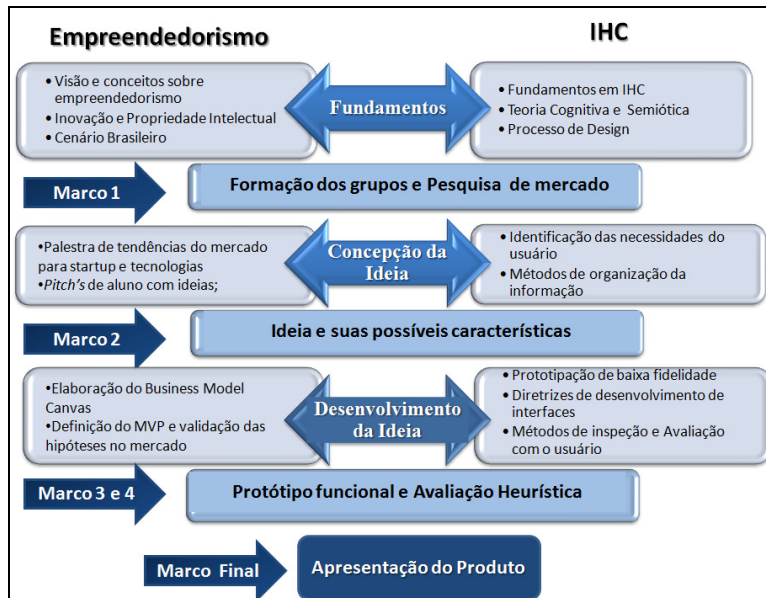 Empreendedorismo
IHC
• Visão e conceitos sobre
empreendedorismo
• Inovação e Propriedade Intelectual
• Cenário Brasileiro
Fundamentos
• Fundamentos em IHC
• Teoria Cognitiva e Semiótica
• Processo de Design
Marco 1
Formação dos grupos e Pesquisa de mercado
•Palestra de tendências do mercado
para startup e tecnologias
•Pitch's de aluno com ideias;
Concepção da
Ideia
• Identificação das necessidades do
usuário
• Métodos de organização da
informação
Marco 2
Ideia e suas possíveis características
•Elaboração do Business Model
Canvas
•Definição do MVP e validação das
hipóteses no mercado
Desenvolvimento
da Ideia
• Prototipação de baixa fidelidade
• Diretrizes de desenvolvimento de
interfaces
• Métodos de inspeção e Avaliação
com o usuário
Marco 3 e 4
Protótipo funcional e Avaliação Heurística
Marco Final
Apresentação do Produto